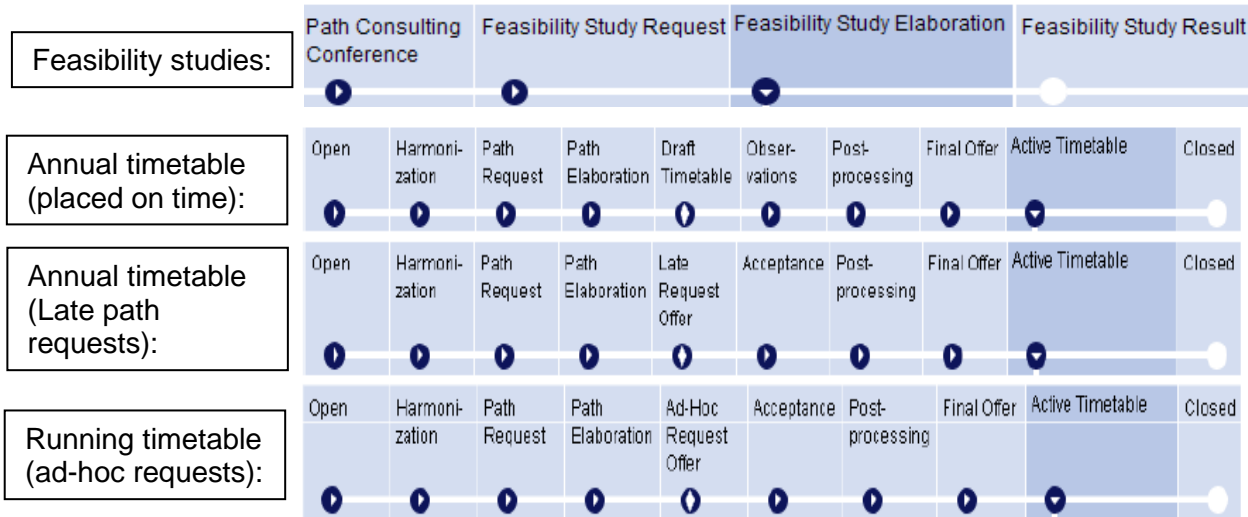 Feasibility studies:
Path Consulting
Conference
Feasibility Study Request
Feasibility Study Elaboration
Feasibility Study Result
Annual timetable
(placed on time):
Open
Harmoni-
zation
Path
Request
Path
Elaboration
Draft
Timetable
Obser-
vations
Post-
processing
Final Offer
Active Timetable
Closed
Annual timetable
(Late path
requests):
Open
Harmoni-
zation
Path
Request
Path
Elaboration
Late
Request
Offer
Acceptance
Post-
processing
Final Offer
Active Timetable
Closed
Running timetable
(ad-hoc requests):
Open
Harmoni-
zation
Path
Request
Path
Elaboration
Ad-Hoc
Request
Offer
Acceptance
Post-
processing
Final Offer
Active Timetable
Closed